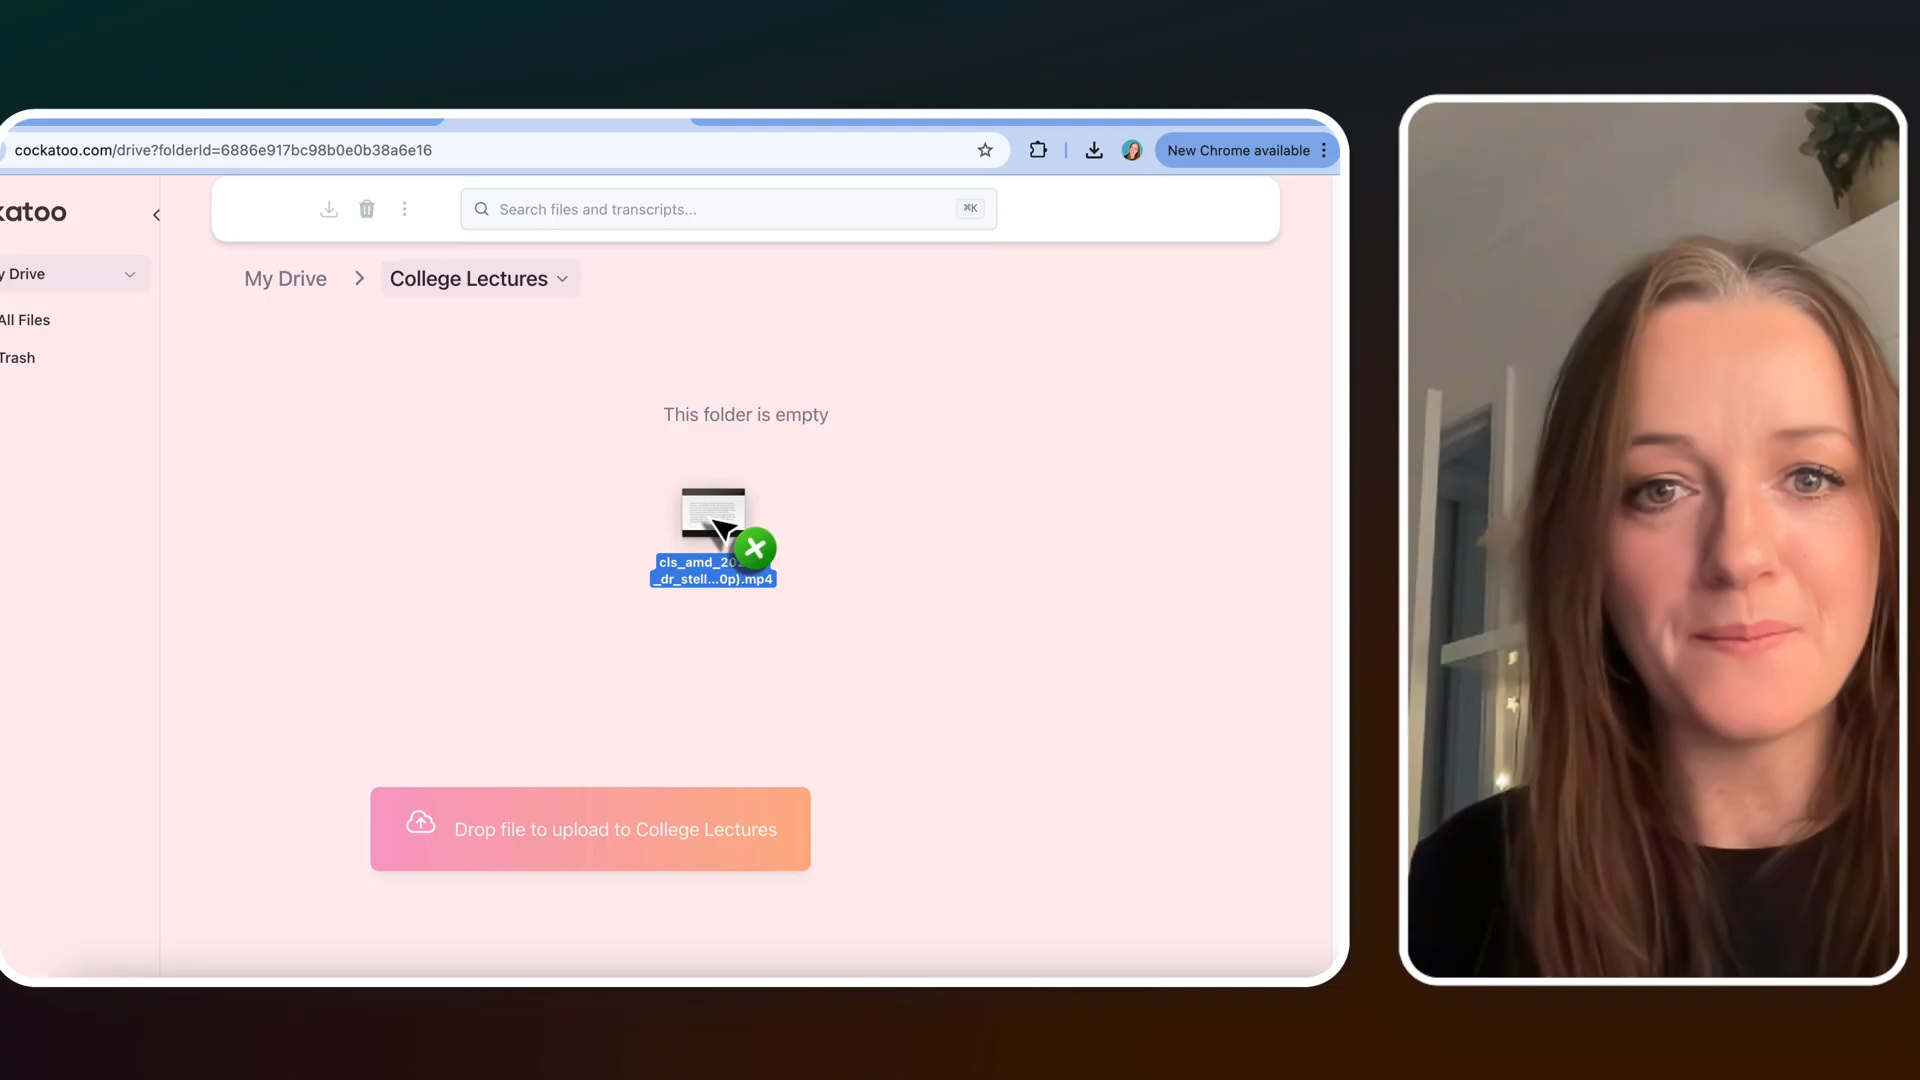 cockatoo.com/drive?folderId=6886e917bc98b0e0b38a6e16
New Chrome available
katoo
Search files and transcripts...
⌘K
y Drive
All Files
Trash
My Drive
College Lectures
This folder is empty
cls_amd_20
_dr_stell...0p).mp4
Drop file to upload to College Lectures